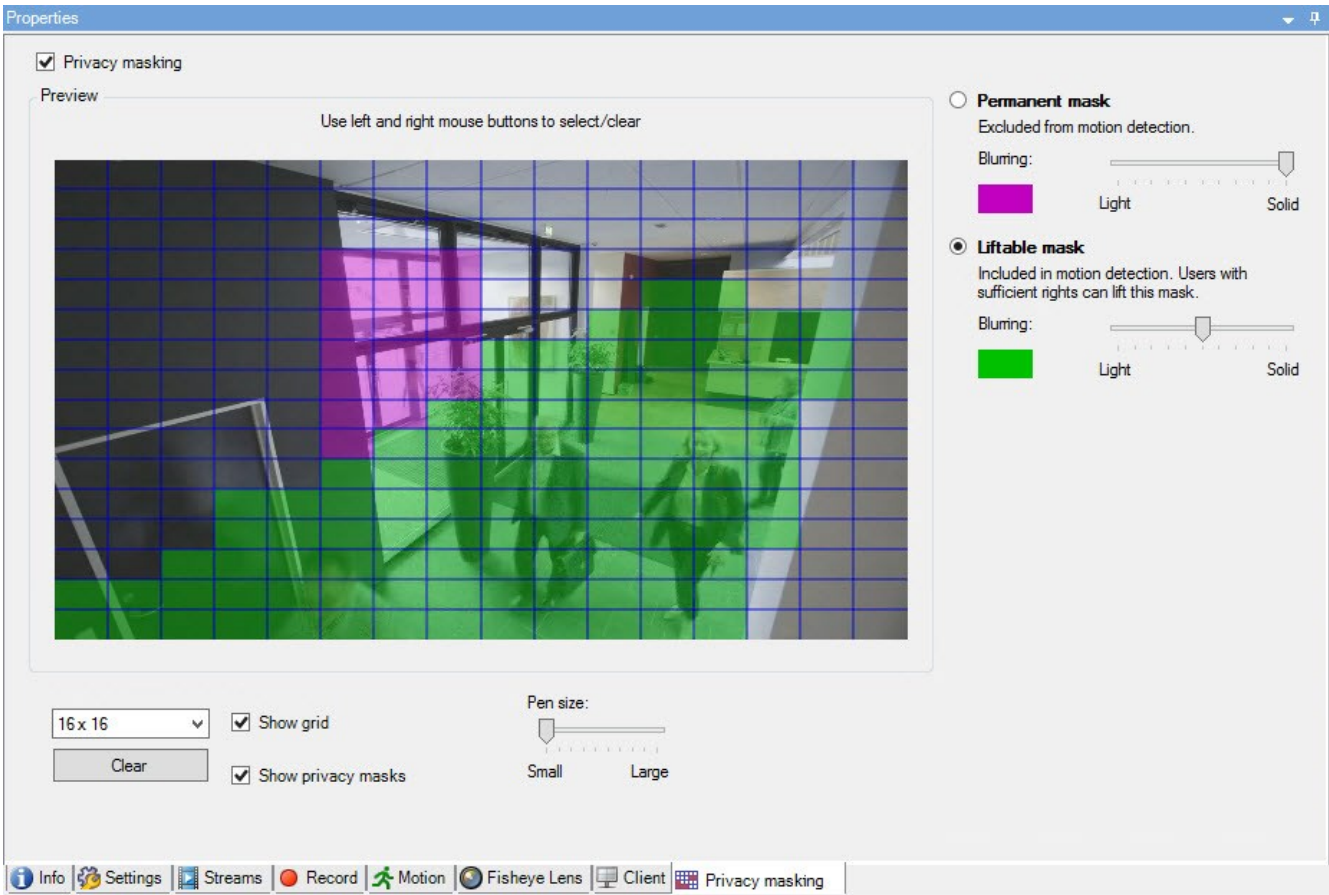 Properties
Privacy masking
Preview
Use left and right mouse buttons to select/clear
Permanent mask
Excluded from motion detection.
Blurring:
Light Solid
Liftable mask
Included in motion detection. Users with
sufficient rights can lift this mask.
Blurring:
Light Solid
16 x 16
Show grid
Clear
Show privacy masks
Pen size:
Small Large
Info Settings Streams Record Motion Fisheye Lens Client Privacy masking